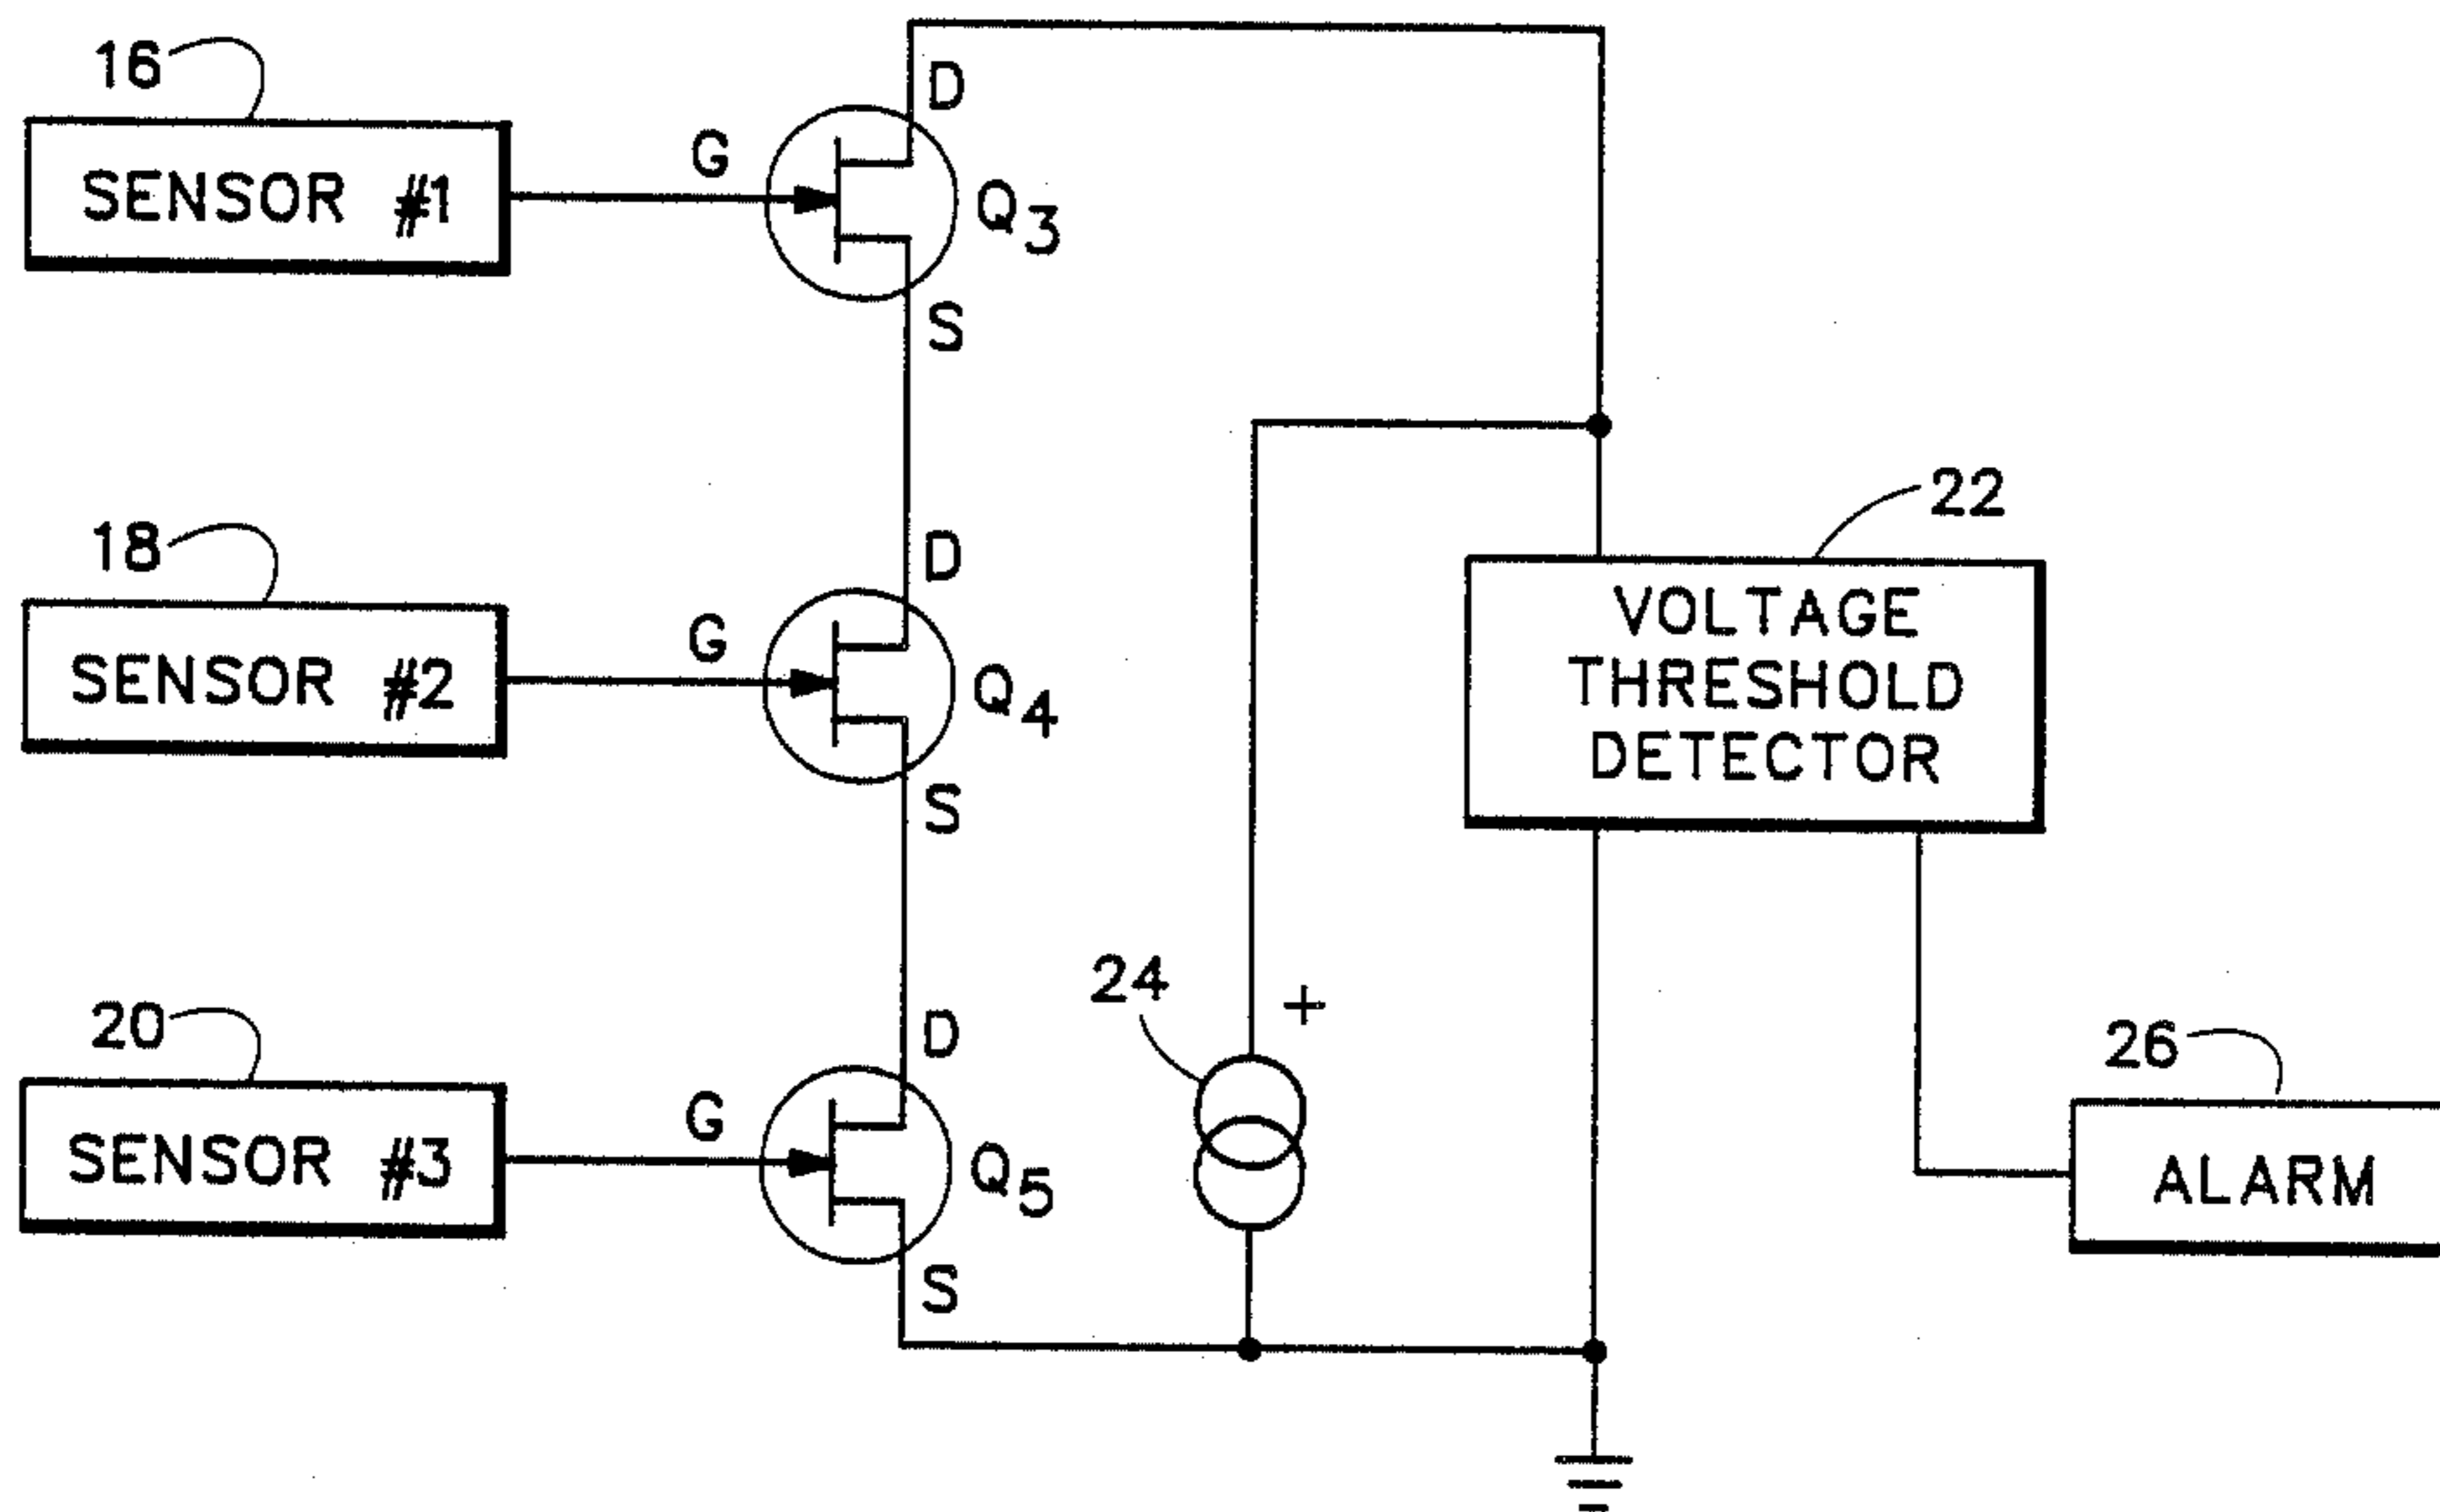 16
D
SENSOR #1
G
Q3
S
18
D
22
SENSOR #2
G
Q4
VOLTAGE
THRESHOLD
DETECTOR
S
20
D
24
+
26
SENSOR #3
G
Q5
ALARM
S